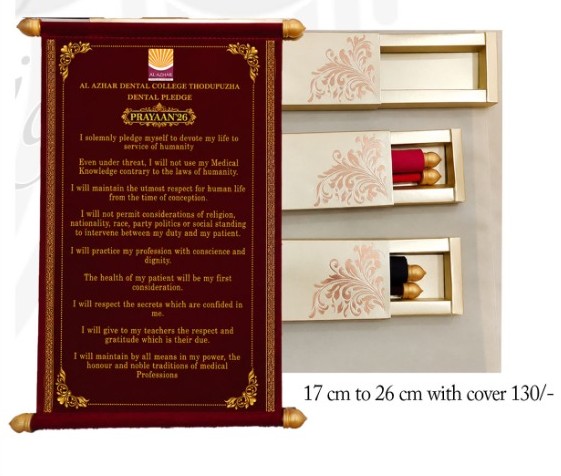 AL AZHAR
AL AZHAR DENTAL COLLEGE THODUPUZHA
DENTAL PLEDGE
PRAYAAN'26
I solemnly pledge myself to devote my life to
service of humanity
Even under threat, I will not use my Medical
Knowledge contrary to the laws of humanity.
I will maintain the utmost respect for human life
from the time of conception.
I will not permit considerations of religion,
nationality, race, party politics or social standing
to intervene between my duty and my patient.
I will practice my profession with conscience and
dignity.
The health of my patient will be my first
consideration.
I will respect the secrets which are confided in
me.
I will give to my teachers the respect and
gratitude which is their due.
I will maintain by all means in my power, the
honour and noble traditions of medical
Professions
17 cm to 26 cm with cover 130/-